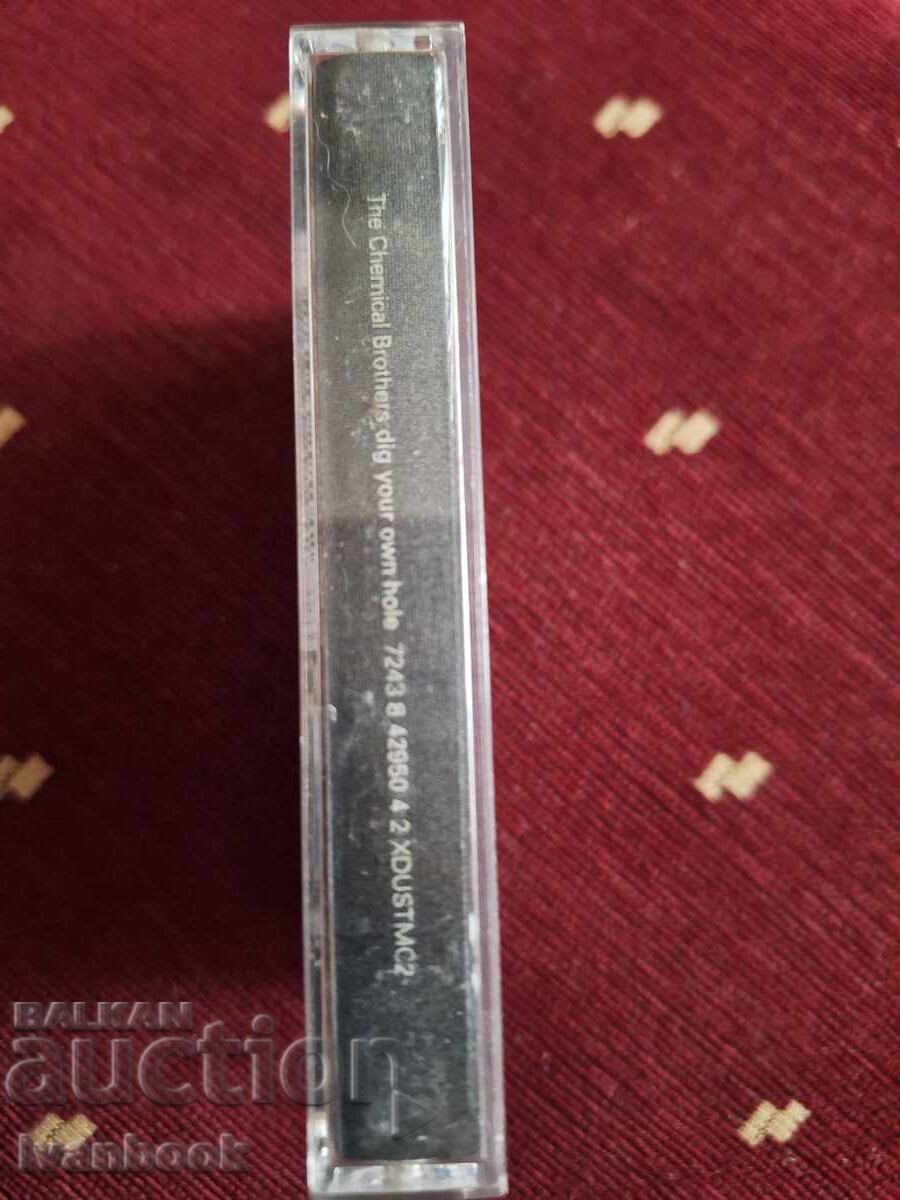 The Chemical Brothers dig your own hole 7243 8 42950 4 2 XDUSTMC2
BALKAN
auction
Ivanbook